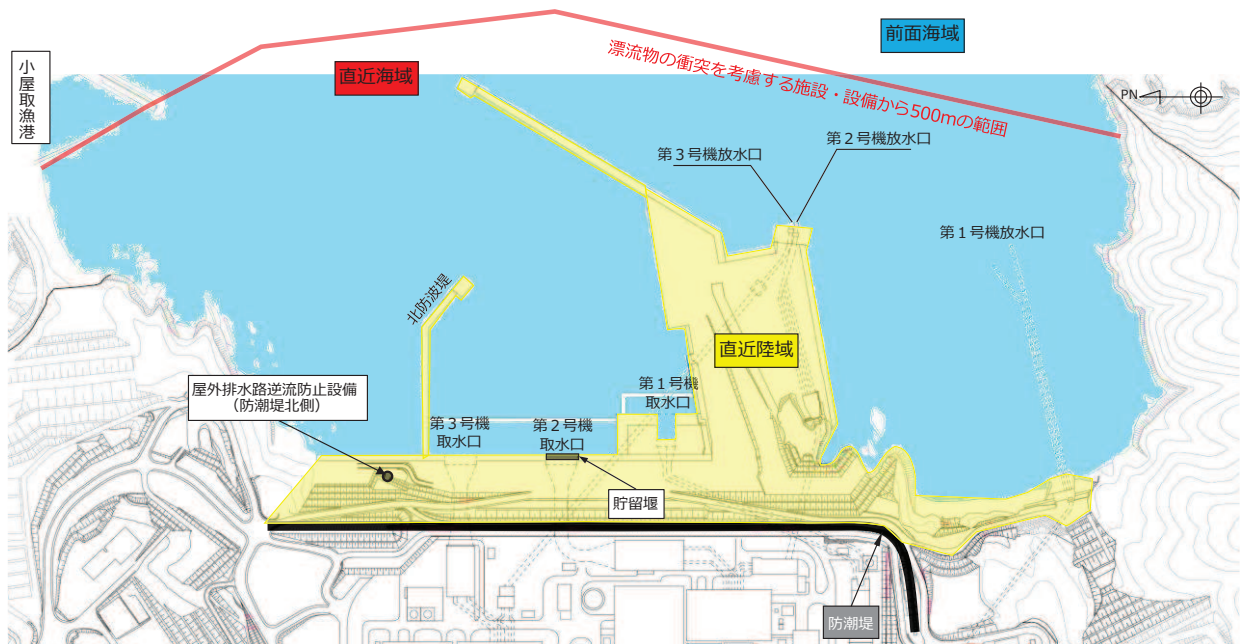 前面海域
直近海域
小屋取漁港
漂流物の衝突を考慮する施設・設備から500mの範囲
PN
第2号機放水口
第3号機放水口
第1号機放水口
北防波堤
直近陸域
屋外排水路逆流防止設備
(防潮堤北側)
第1号機
取水口
第3号機
取水口
第2号機
取水口
貯留堰
防潮堤